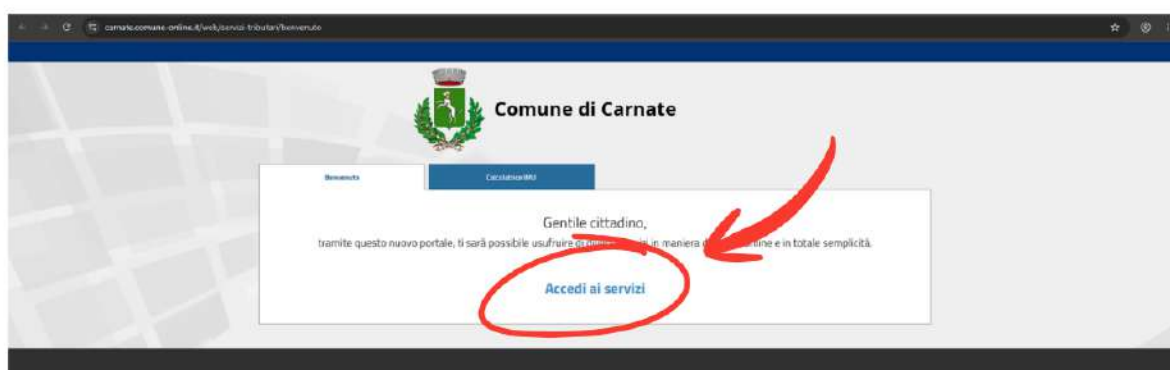 carnate.comune-online.it/web/servizi-tributari/benvenuto
Comune di Carnate
Benvenuto
Calcolatrice IMU
Gentile cittadino,
tramite questo nuovo portale, ti sarà possibile usufruire di in maniera e in totale semplicità.
Accedi ai servizi